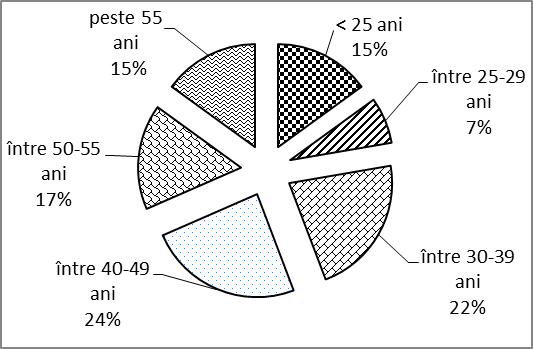 peste 55
ani
15%
< 25 ani
15%
între 25-29
ani
7%
între 50-55
ani
17%
între 30-39
ani
22%
între 40-49
ani
24%